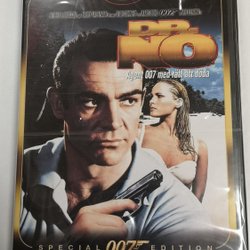 DR.
NO
Agent 007 med rätt att döda
SPECIAL 007 EDITION